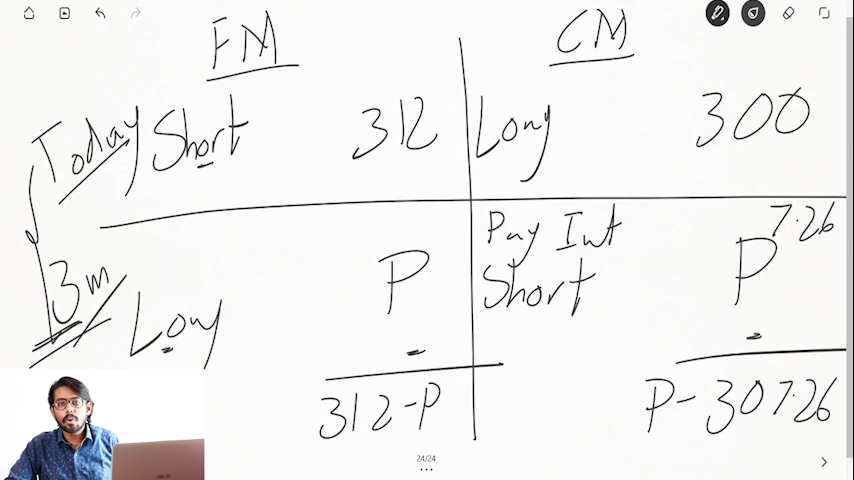 FM CM
Today Short 312 Long 300
Pay Int 7.26
3m Long P Short P
312-P P-307.26
24/24